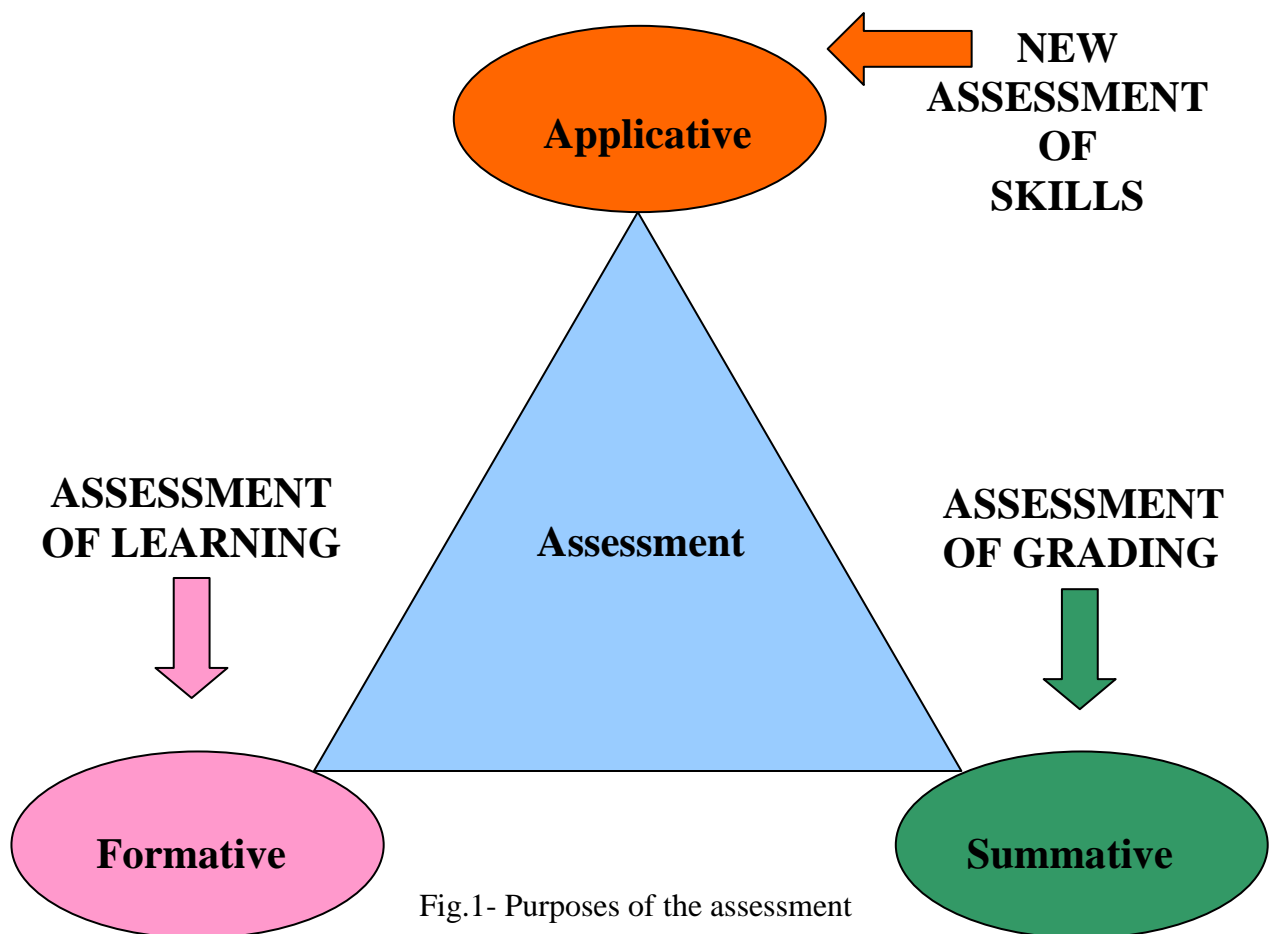 NEW
ASSESSMENT
OF
SKILLS
Applicative
ASSESSMENT
OF LEARNING
Assessment
ASSESSMENT
OF GRADING
Formative
Summative
Fig.1- Purposes of the assessment